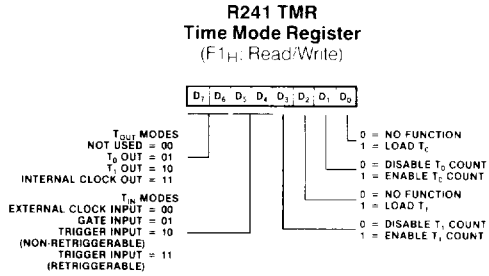 R241 TMR
Time Mode Register
(F1H: Read/Write)
D7 D6 D5 D4 D3 D2 D1 D0
TOUT MODES
NOT USED = 00
T0 OUT = 01
T1 OUT = 10
INTERNAL CLOCK OUT = 11
TIN MODES
EXTERNAL CLOCK INPUT = 00
GATE INPUT = 01
TRIGGER INPUT = 10
(NON-RETRIGGERABLE)
TRIGGER INPUT = 11
(RETRIGGERABLE)
0 = NO FUNCTION
1 = LOAD T0
0 = DISABLE T0 COUNT
1 = ENABLE T0 COUNT
0 = NO FUNCTION
1 = LOAD T1
0 = DISABLE T1 COUNT
1 = ENABLE T1 COUNT